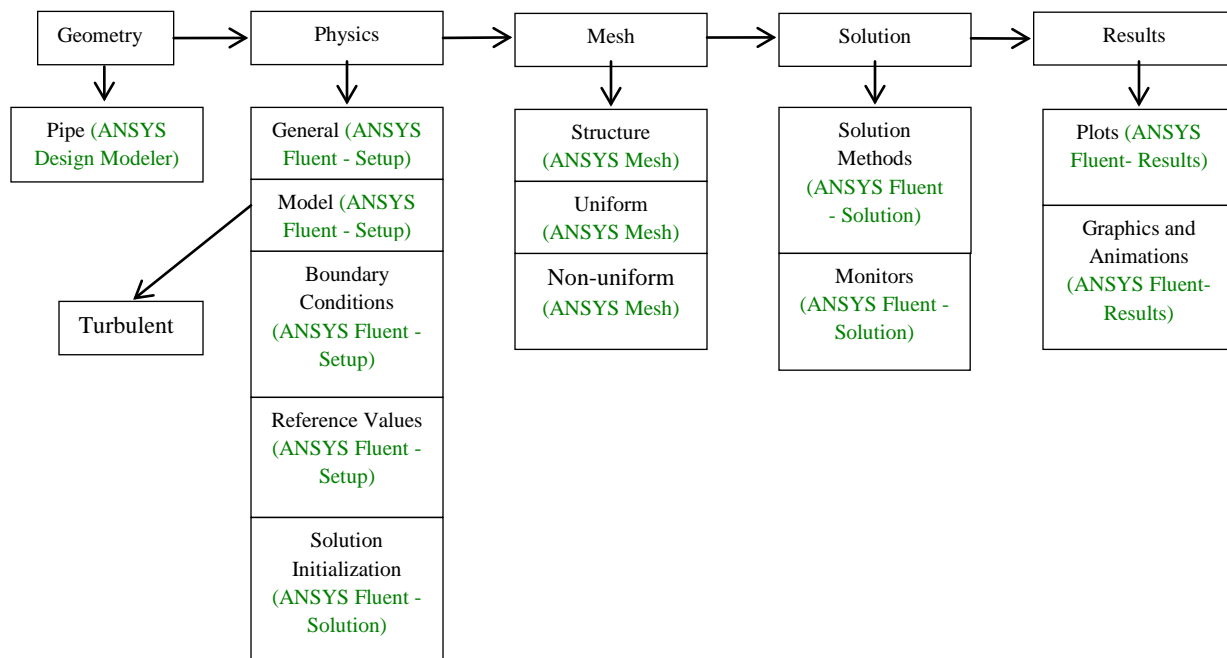 Geometry
Physics
Mesh
Solution
Results
Pipe (ANSYS
Design Modeler)
General (ANSYS
Fluent - Setup)
Model (ANSYS
Fluent - Setup)
Boundary
Conditions
(ANSYS Fluent -
Setup)
Reference Values
(ANSYS Fluent -
Setup)
Solution
Initialization
(ANSYS Fluent -
Solution)
Turbulent
Structure
(ANSYS Mesh)
Uniform
(ANSYS Mesh)
Non-uniform
(ANSYS Mesh)
Solution
Methods
(ANSYS Fluent
- Solution)
Monitors
(ANSYS Fluent -
Solution)
Plots (ANSYS
Fluent- Results)
Graphics and
Animations
(ANSYS Fluent-
Results)